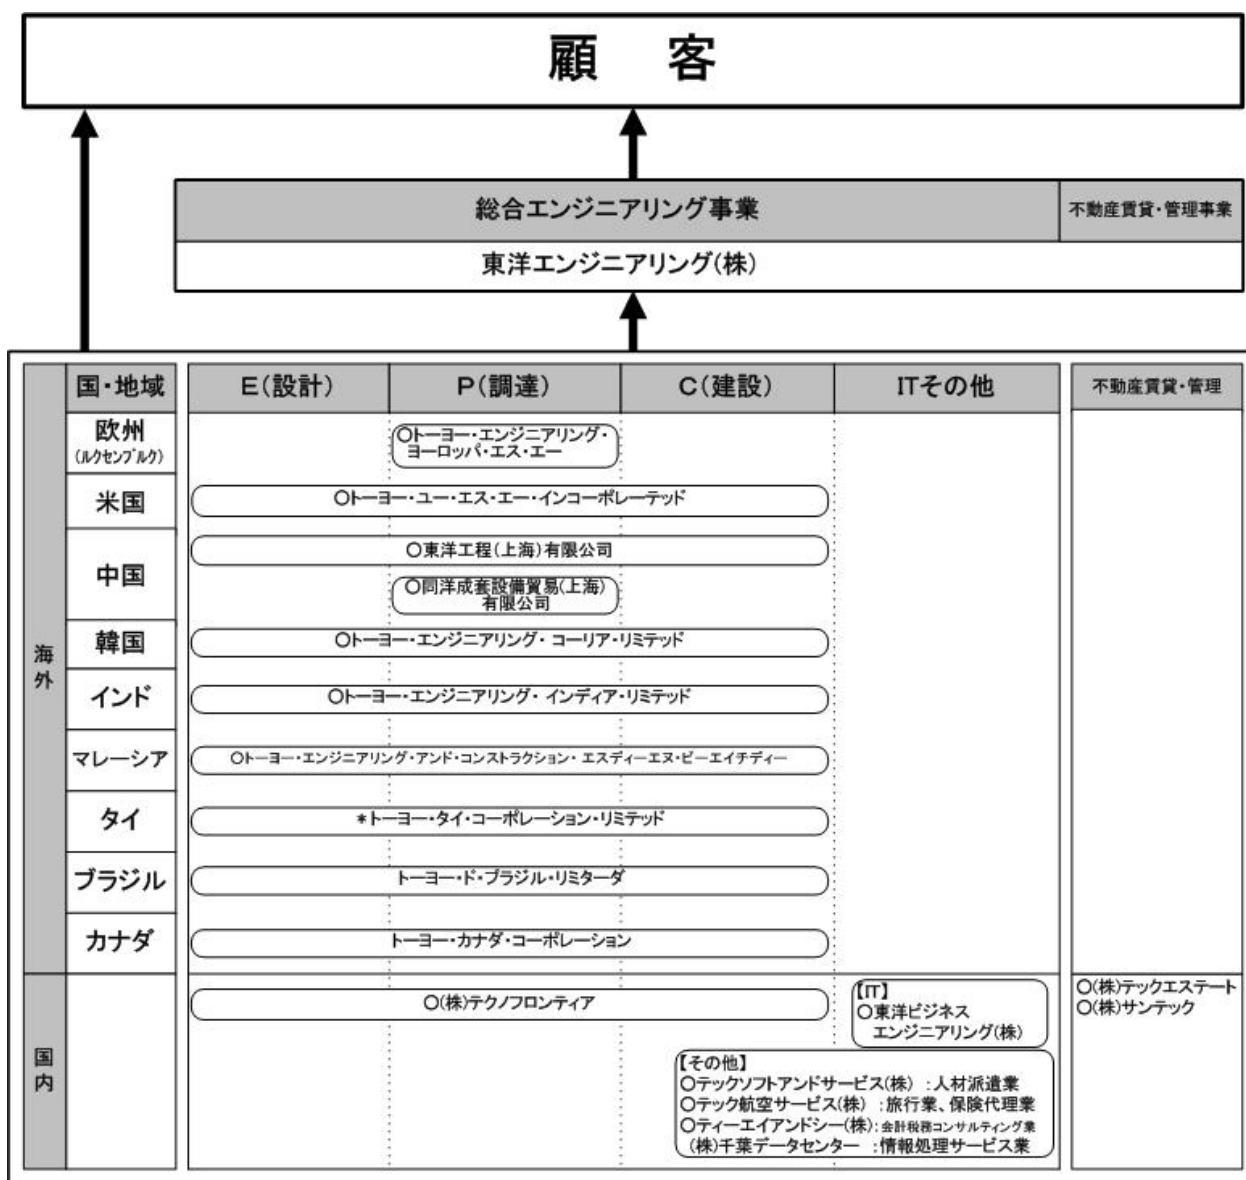 顧　客
総合エンジニアリング事業
不動産賃貸・管理事業
東洋エンジニアリング(株)
国・地域
E(設計)
P(調達)
C(建設)
ITその他
不動産賃貸・管理
海外
欧州
(ルクセンブルク)
○トーヨー・エンジニアリング・
ヨーロッパ・エス・エー
米国
○トーヨー・ユー・エス・エー・インコーポレーテッド
中国
○東洋工程(上海)有限公司
○同洋成套設備貿易(上海)
有限公司
韓国
○トーヨー・エンジニアリング・ コーリア・リミテッド
インド
○トーヨー・エンジニアリング・ インディア・リミテッド
マレーシア
○トーヨー・エンジニアリング・アンド・コンストラクション・ エスディーエヌ・ビーエイチディー
タイ
*トーヨー・タイ・コーポレーション・リミテッド
ブラジル
トーヨー・ド・ブラジル・リミターダ
カナダ
トーヨー・カナダ・コーポレーション
国内
○(株)テクノフロンティア
【IT】
○東洋ビジネス
エンジニアリング(株)
○(株)テックエステート
○(株)サンテック
【その他】
○テックソフトアンドサービス(株) :人材派遣業
○テック航空サービス(株) :旅行業、保険代理業
○ティーエイアンドシー(株):会計税務コンサルティング業
(株)千葉データセンター :情報処理サービス業